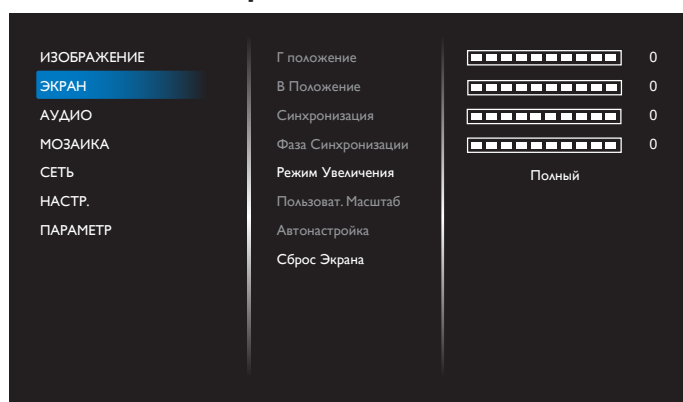 ИЗОБРАЖЕНИЕ
ЭКРАН
АУДИО
МОЗАИКА
СЕТЬ
НАСТР.
ПАРАМЕТР
Г положение 0
В Положение 0
Синхронизация 0
Фаза Синхронизации 0
Режим Увеличения Полный
Пользоват. Масштаб
Автонастройка
Сброс Экрана